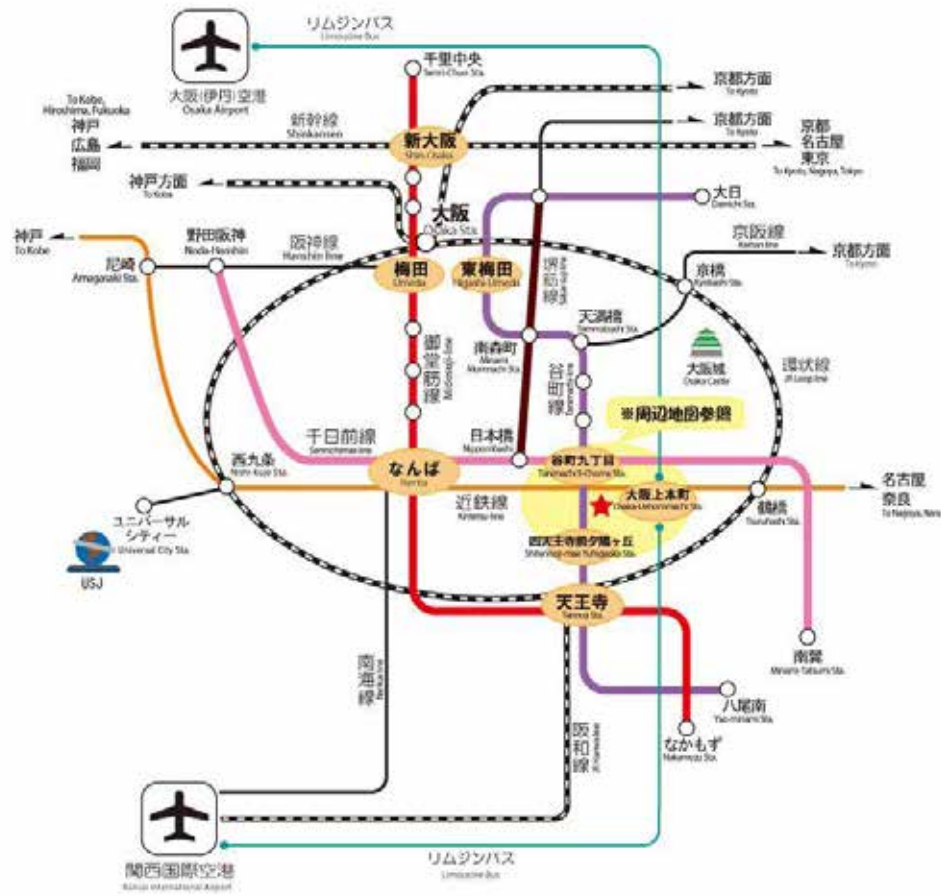 リムジンバス
Limousine Bus
大阪(伊丹)空港
Osaka Airport
千里中央
Senri-Chuo Sta.
京都方面
To Kyoto
To Kobe,
Hiroshima, Fukuoka
神戸
広島
福岡
新幹線
Shinkansen
新大阪
Shin-Osaka
京都方面
To Kyoto
京都
名古屋
東京
To Kyoto, Nagoya, Tokyo
神戸方面
To Kobe
大阪
Osaka Sta.
大日
Dainichi Sta.
神戸
To Kobe
野田阪神
Noda-Hanshin
阪神線
Hanshin line
尼崎
Amagasaki Sta.
梅田
Umeda
東梅田
Higashi-Umeda
堺筋線
京阪線
Keihan line
京都方面
To Kyoto
京橋
Kyobashi Sta.
天満橋
Temmabashi Sta.
南森町
Minami
Morimachi Sta.
大阪城
Osaka Castle
環状線
JR Loop line
御堂筋線
Midosuji-line
谷町線
Tanimachi-line
※周辺地図参照
千日前線
Sennichimae line
日本橋
Nipponbashi
谷町九丁目
Tanimachi 9-Chome Sta.
なんば
Namba
西九条
Nishi-Kujo Sta.
近鉄線
Kintetsu-line
大阪上本町
Osaka-Uehommachi Sta.
鶴橋
Tsuruhashi Sta.
名古屋
奈良
To Nagoya, Nara
ユニバーサル
シティー
Universal City Sta.
USJ
四天王寺前夕陽ヶ丘
Shitennoji-mae Yuhigaoka Sta.
天王寺
Tennoji Sta.
南海線
Nankai line
阪和線
南巽
Minami-Tatsumi Sta.
八尾南
Yao-minami Sta.
なかもず
Nakamozu Sta.
関西国際空港
Kansai International Airport
リムジンバス
Limousine Bus